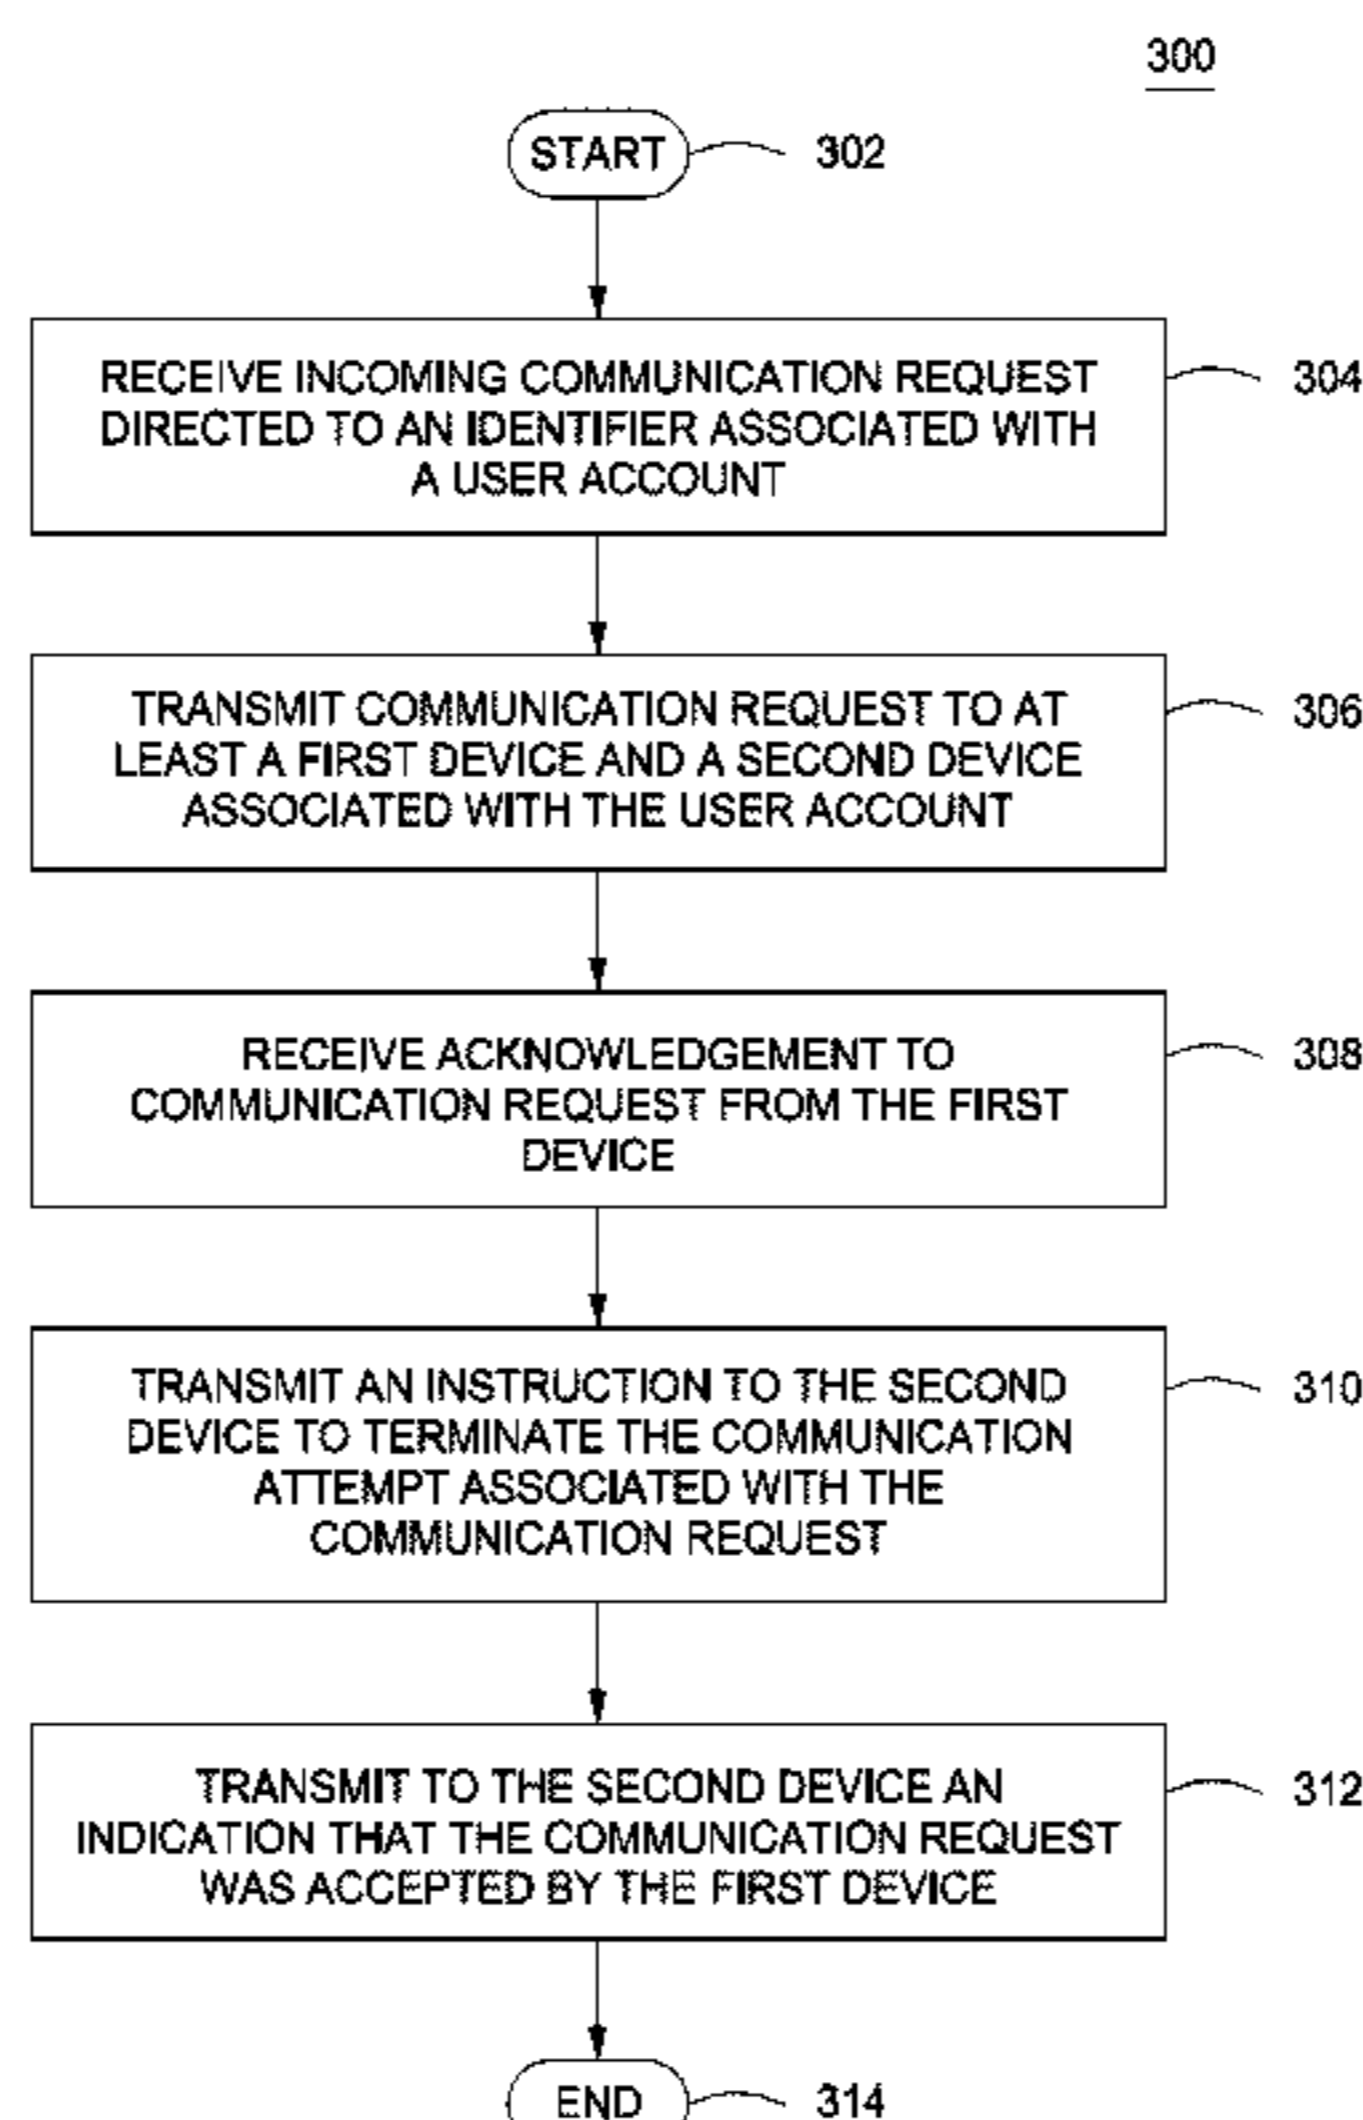 300
START
302
RECEIVE INCOMING COMMUNICATION REQUEST
DIRECTED TO AN IDENTIFIER ASSOCIATED WITH
A USER ACCOUNT
304
TRANSMIT COMMUNICATION REQUEST TO AT
LEAST A FIRST DEVICE AND A SECOND DEVICE
ASSOCIATED WITH THE USER ACCOUNT
306
RECEIVE ACKNOWLEDGEMENT TO
COMMUNICATION REQUEST FROM THE FIRST
DEVICE
308
TRANSMIT AN INSTRUCTION TO THE SECOND
DEVICE TO TERMINATE THE COMMUNICATION
ATTEMPT ASSOCIATED WITH THE
COMMUNICATION REQUEST
310
TRANSMIT TO THE SECOND DEVICE AN
INDICATION THAT THE COMMUNICATION REQUEST
WAS ACCEPTED BY THE FIRST DEVICE
312
END
314